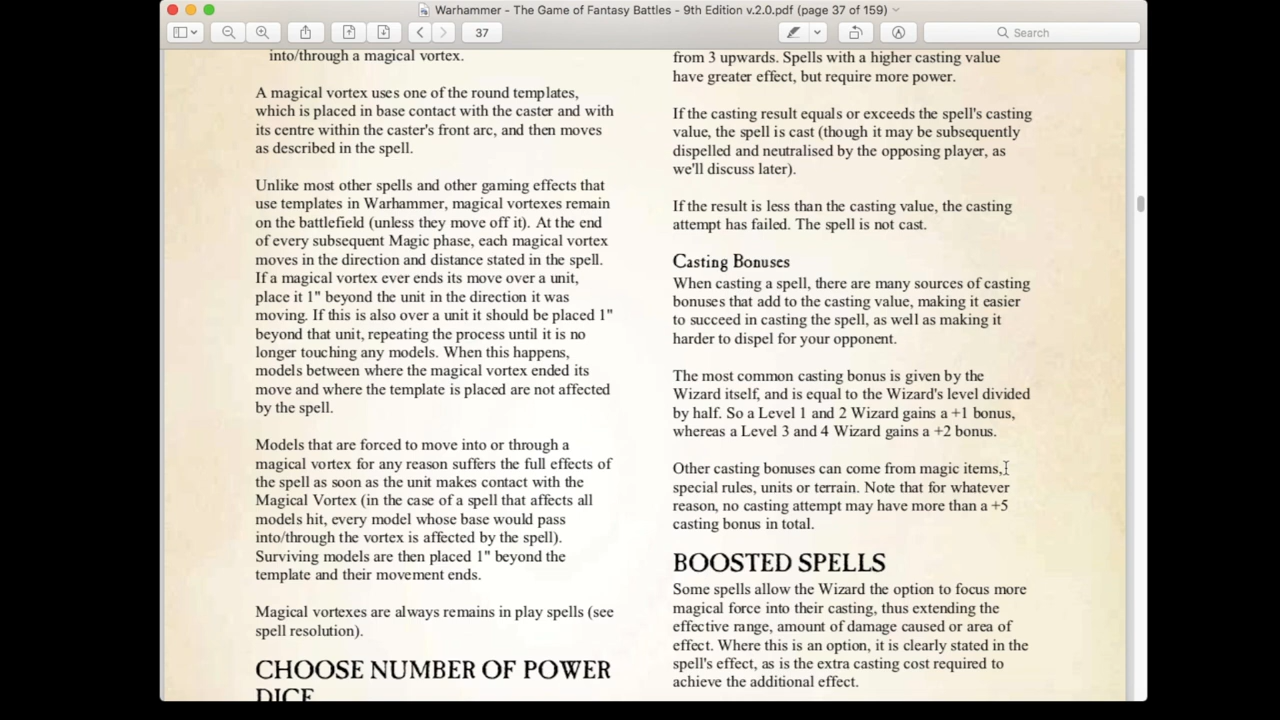 Warhammer - The Game of Fantasy Battles - 9th Edition v.2.0.pdf (page 37 of 159)
37
Search
into/through a magical vortex.
A magical vortex uses one of the round templates,
which is placed in base contact with the caster and with
its centre within the caster's front arc, and then moves
as described in the spell.
Unlike most other spells and other gaming effects that
use templates in Warhammer, magical vortexes remain
on the battlefield (unless they move off it). At the end
of every subsequent Magic phase, each magical vortex
moves in the direction and distance stated in the spell.
If a magical vortex ever ends its move over a unit,
place it 1" beyond the unit in the direction it was
moving. If this is also over a unit it should be placed 1"
beyond that unit, repeating the process until it is no
longer touching any models. When this happens,
models between where the magical vortex ended its
move and where the template is placed are not affected
by the spell.
Models that are forced to move into or through a
magical vortex for any reason suffers the full effects of
the spell as soon as the unit makes contact with the
Magical Vortex (in the case of a spell that affects all
models hit, every model whose base would pass
into/through the vortex is affected by the spell).
Surviving models are then placed 1" beyond the
template and their movement ends.
Magical vortexes are always remains in play spells (see
spell resolution).
CHOOSE NUMBER OF POWER
DICE
from 3 upwards. Spells with a higher casting value
have greater effect, but require more power.
If the casting result equals or exceeds the spell's casting
value, the spell is cast (though it may be subsequently
dispelled and neutralised by the opposing player, as
we'll discuss later).
If the result is less than the casting value, the casting
attempt has failed. The spell is not cast.
Casting Bonuses
When casting a spell, there are many sources of casting
bonuses that add to the casting value, making it easier
to succeed in casting the spell, as well as making it
harder to dispel for your opponent.
The most common casting bonus is given by the
Wizard itself, and is equal to the Wizard's level divided
by half. So a Level 1 and 2 Wizard gains a +1 bonus,
whereas a Level 3 and 4 Wizard gains a +2 bonus.
Other casting bonuses can come from magic items,
special rules, units or terrain. Note that for whatever
reason, no casting attempt may have more than a +5
casting bonus in total.
BOOSTED SPELLS
Some spells allow the Wizard the option to focus more
magical force into their casting, thus extending the
effective range, amount of damage caused or area of
effect. Where this is an option, it is clearly stated in the
spell's effect, as is the extra casting cost required to
achieve the additional effect.